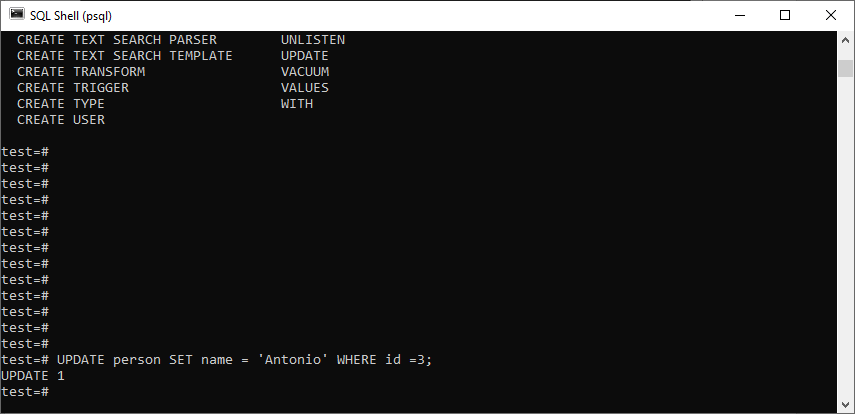 SQL Shell (psql)
CREATE TEXT SEARCH PARSER UNLISTEN
CREATE TEXT SEARCH TEMPLATE UPDATE
CREATE TRANSFORM VACUUM
CREATE TRIGGER VALUES
CREATE TYPE WITH
CREATE USER
test=#
test=#
test=#
test=#
test=#
test=#
test=#
test=#
test=#
test=#
test=#
test=#
test=#
test=# UPDATE person SET name = 'Antonio' WHERE id =3;
UPDATE 1
test=#